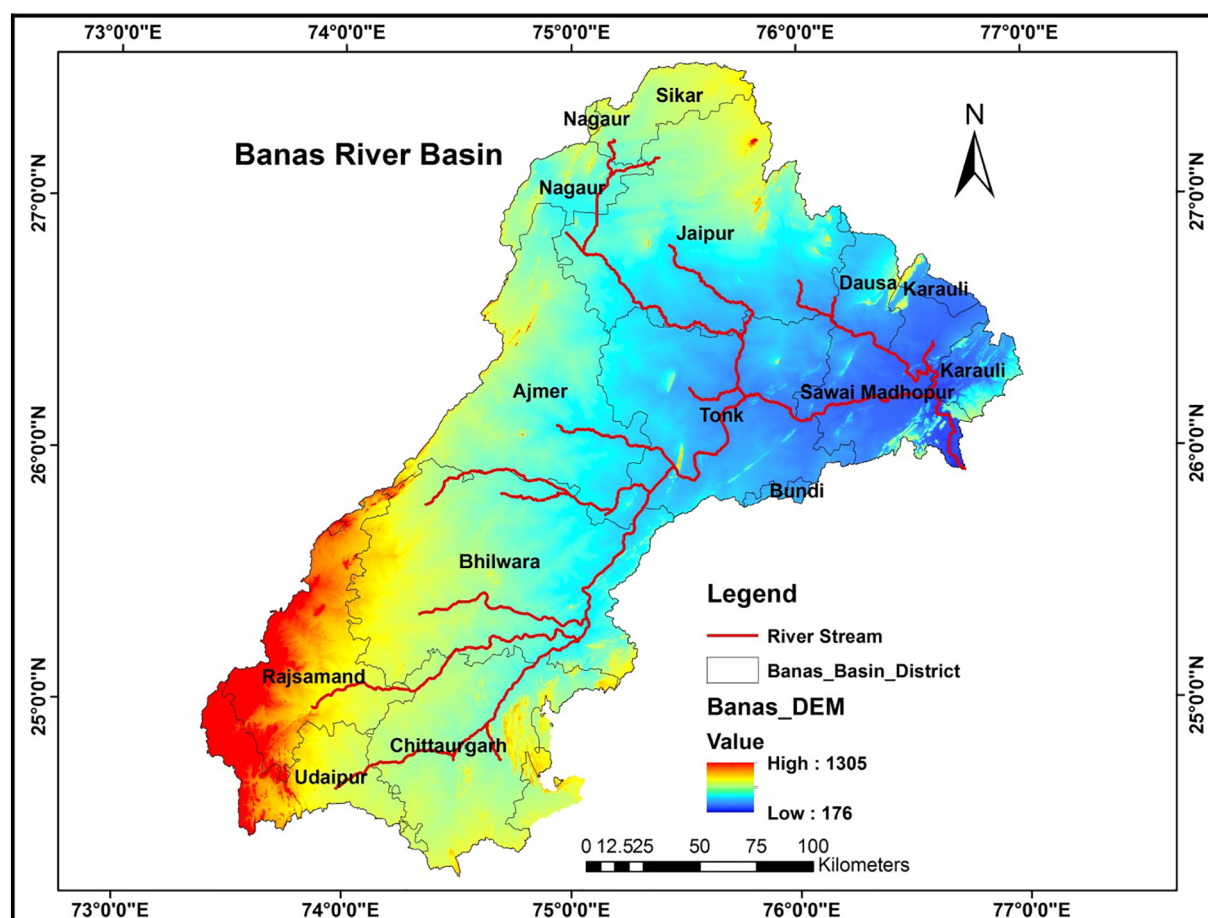 73°0'0"E 74°0'0"E 75°0'0"E 76°0'0"E 77°0'0"E
Banas River Basin
N
Sikar
Nagaur
Nagaur
27°0'0"N
27°0'0"N
Jaipur
Dausa
Karauli
Karauli
Ajmer
Sawai Madhopur
Tonk
26°0'0"N
26°0'0"N
Bundi
Bhilwara
Rajsamand
25°0'0"N
25°0'0"N
Chittaurgarh
Udaipur
Legend
River Stream
Banas_Basin_District
Banas_DEM
Value
High : 1305
Low : 176
0 12.525 50 75 100
Kilometers
73°0'0"E 74°0'0"E 75°0'0"E 76°0'0"E 77°0'0"E